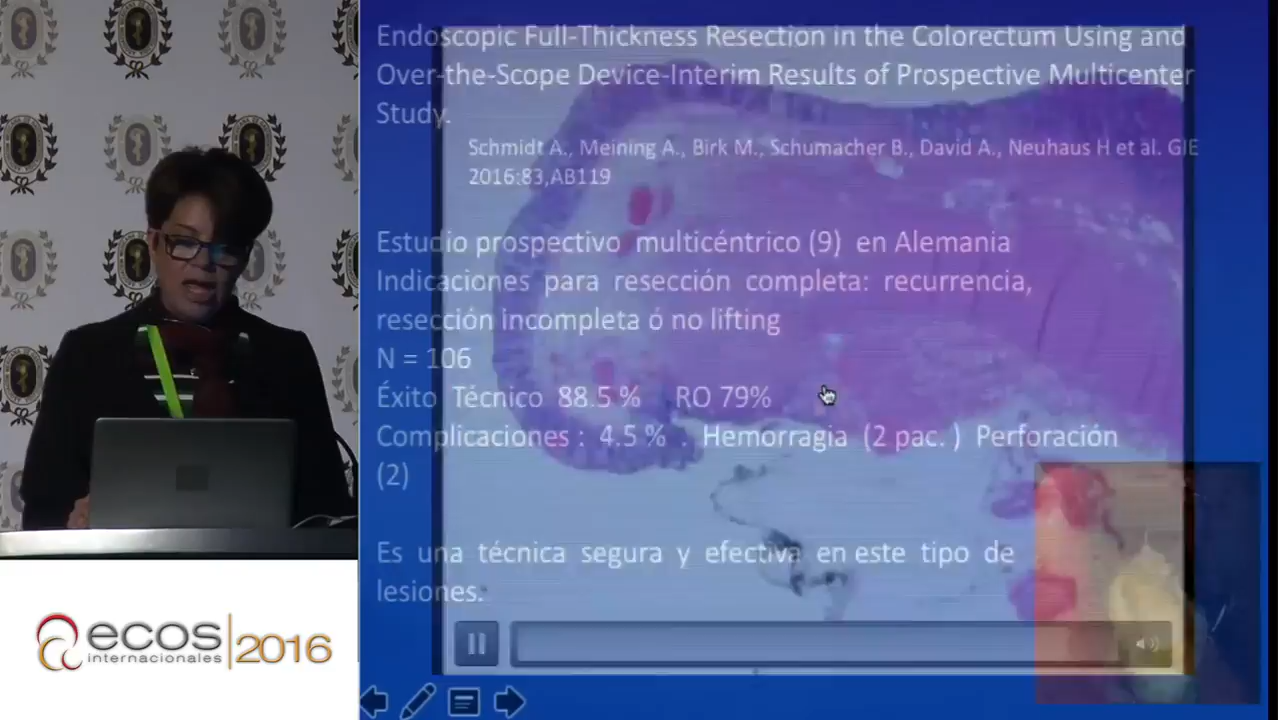 Endoscopic Full-Thickness Resection in the Colorectum Using and
Over-the-Scope Device-Interim Results of Prospective Multicenter
Study.
Schmidt A., Meining A., Birk M., Schumacher B., David A., Neuhaus H et al. GIE
2016:83,AB119
Estudio prospectivo multicéntrico (9) en Alemania
Indicaciones para resección completa: recurrencia,
resección incompleta ó no lifting
N = 106
Éxito Técnico 88.5 % RO 79%
Complicaciones : 4.5 % . Hemorragia (2 pac. ) Perforación
(2)
Es una técnica segura y efectiva en este tipo de
lesiones.
ecos
internacionales
2016